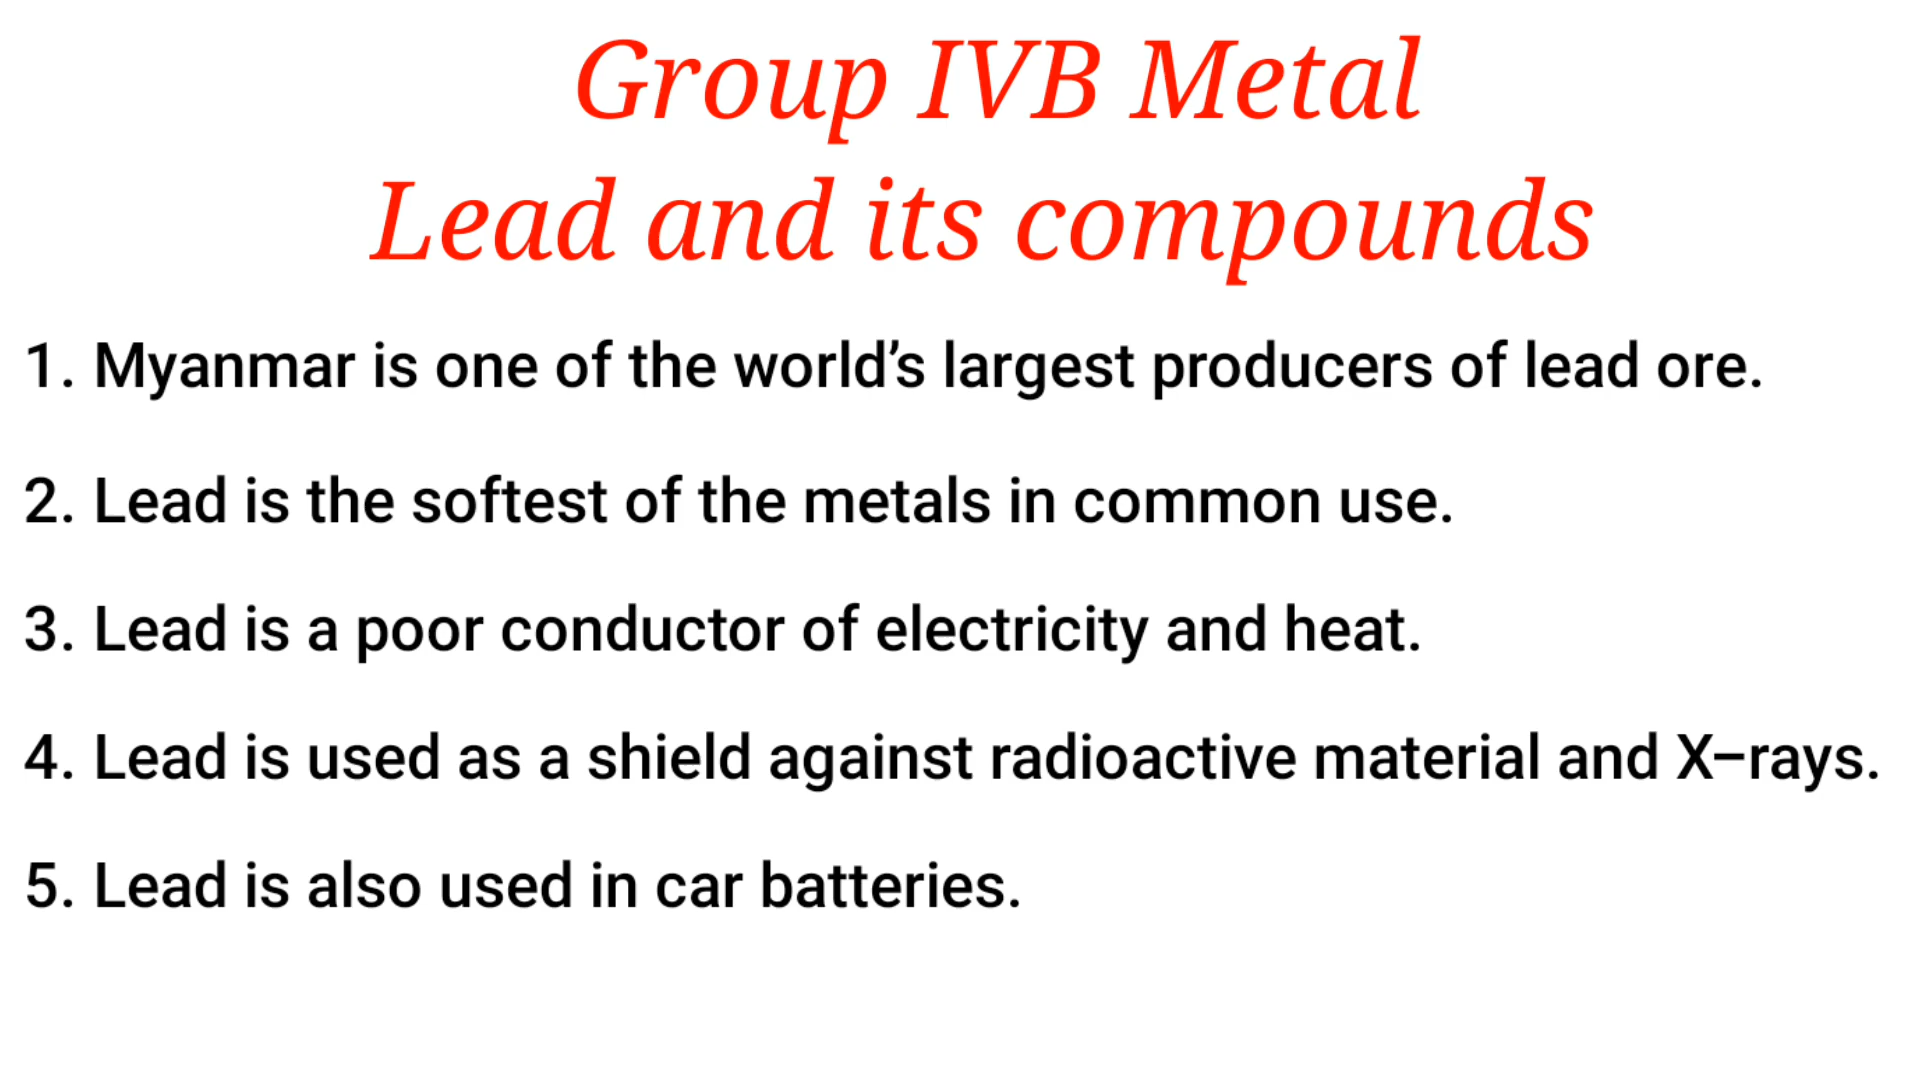 Group IVB Metal
Lead and its compounds
1. Myanmar is one of the world’s largest producers of lead ore.
2. Lead is the softest of the metals in common use.
3. Lead is a poor conductor of electricity and heat.
4. Lead is used as a shield against radioactive material and X–rays.
5. Lead is also used in car batteries.